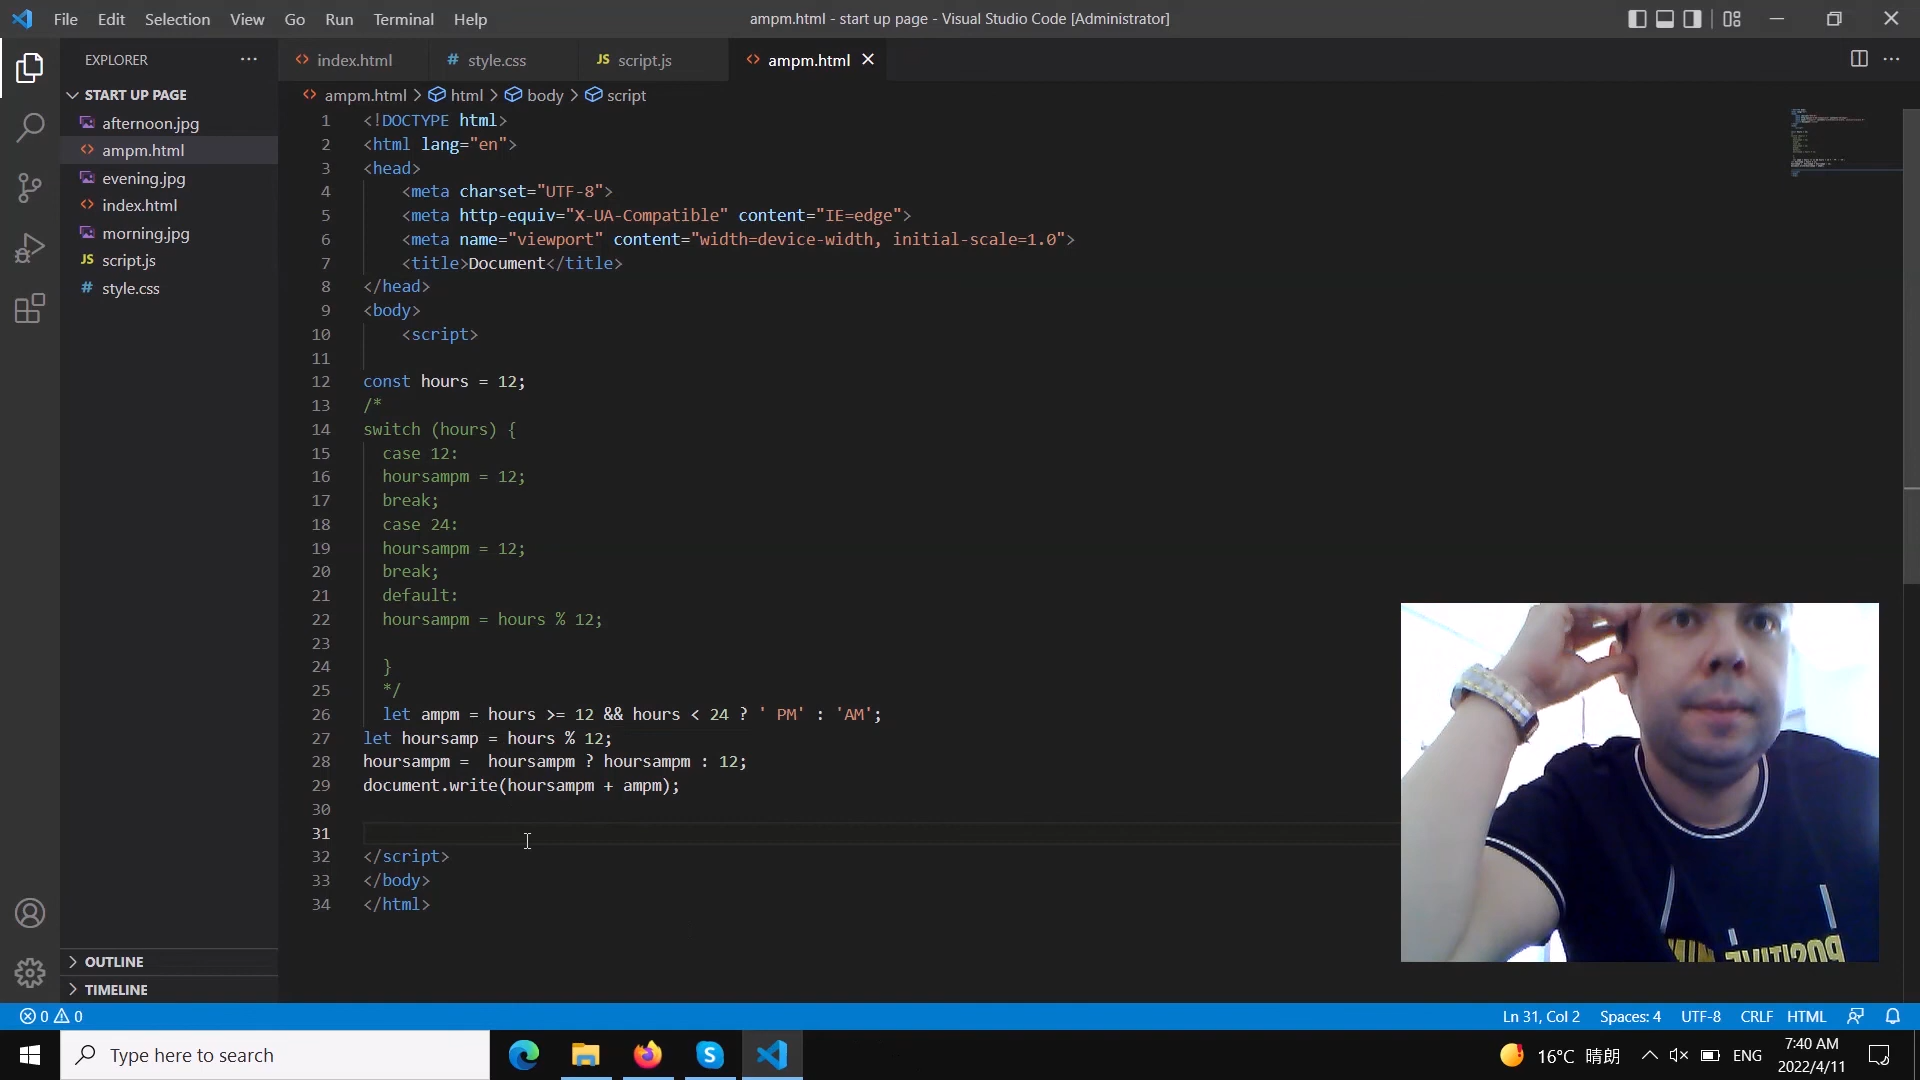 File Edit Selection View Go Run Terminal Help
ampm.html - start up page - Visual Studio Code [Administrator]
EXPLORER
index.html
style.css
script.js
ampm.html
START UP PAGE
afternoon.jpg
ampm.html
evening.jpg
index.html
morning.jpg
script.js
style.css
ampm.html > html > body > script
1 <!DOCTYPE html>
2 <html lang="en">
3 <head>
4 <meta charset="UTF-8">
5 <meta http-equiv="X-UA-Compatible" content="IE=edge">
6 <meta name="viewport" content="width=device-width, initial-scale=1.0">
7 <title>Document</title>
8 </head>
9 <body>
10 <script>
11
12 const hours = 12;
13 /*
14 switch (hours) {
15 case 12:
16 hoursampm = 12;
17 break;
18 case 24:
19 hoursampm = 12;
20 break;
21 default:
22 hoursampm = hours % 12;
23
24 }
25 */
26 let ampm = hours >= 12 && hours < 24 ? ' PM' : 'AM';
27 let hoursamp = hours % 12;
28 hoursampm =  hoursampm ? hoursampm : 12;
29 document.write(hoursampm + ampm);
30
31
32 </script>
33 </body>
34 </html>
OUTLINE
TIMELINE
0 0
Ln 31, Col 2 Spaces: 4 UTF-8 CRLF HTML
Type here to search
16°C 晴朗
ENG
7:40 AM
2022/4/11